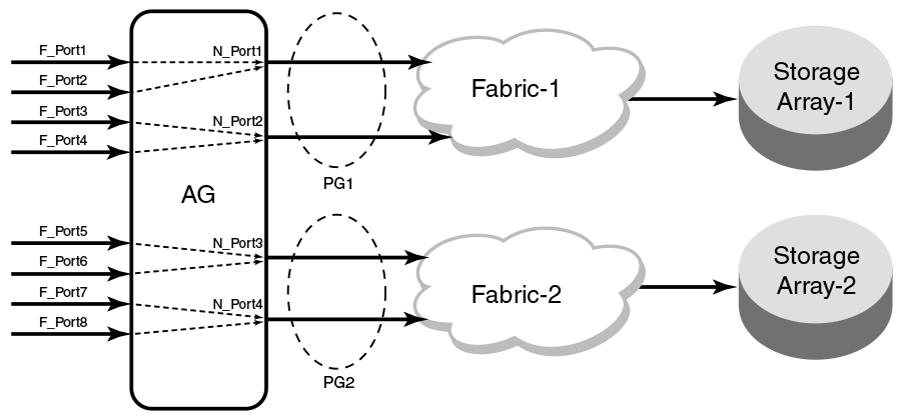 F_Port1
N_Port1
F_Port2
F_Port3
N_Port2
F_Port4
PG1
Fabric-1
Storage
Array-1
AG
F_Port5
N_Port3
F_Port6
F_Port7
N_Port4
F_Port8
PG2
Fabric-2
Storage
Array-2